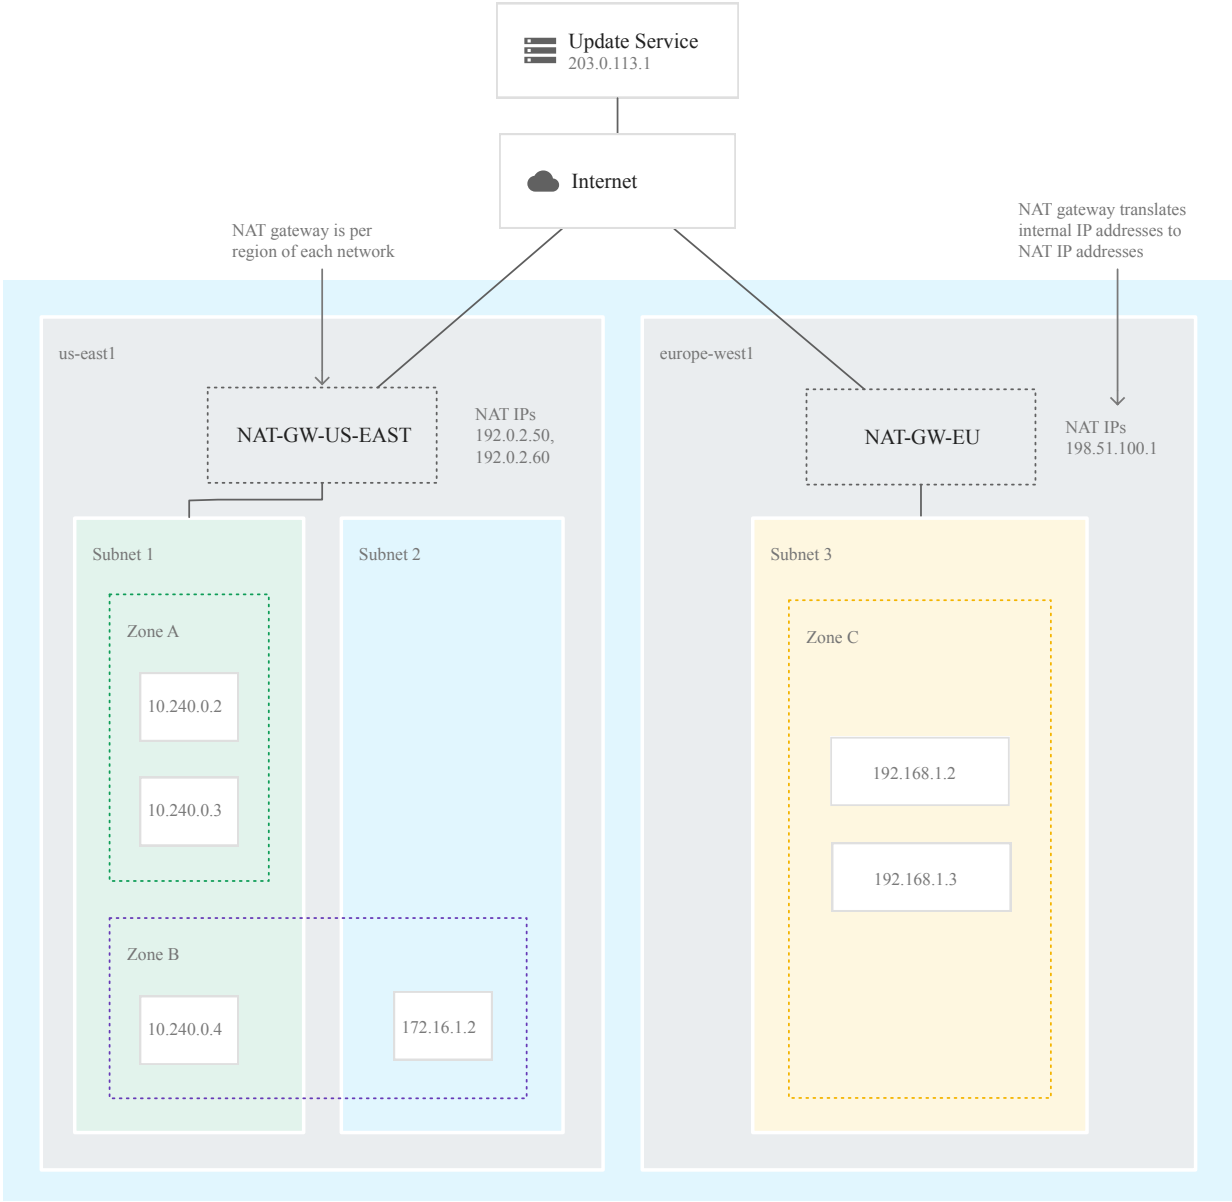 Update Service
203.0.113.1
Internet
NAT gateway is per
region of each network
NAT gateway translates
internal IP addresses to
NAT IP addresses
us-east1
NAT-GW-US-EAST
NAT IPs
192.0.2.50,
192.0.2.60
Subnet 1
Zone A
10.240.0.2
10.240.0.3
Subnet 2
Zone B
10.240.0.4
172.16.1.2
europe-west1
NAT-GW-EU
NAT IPs
198.51.100.1
Subnet 3
Zone C
192.168.1.2
192.168.1.3